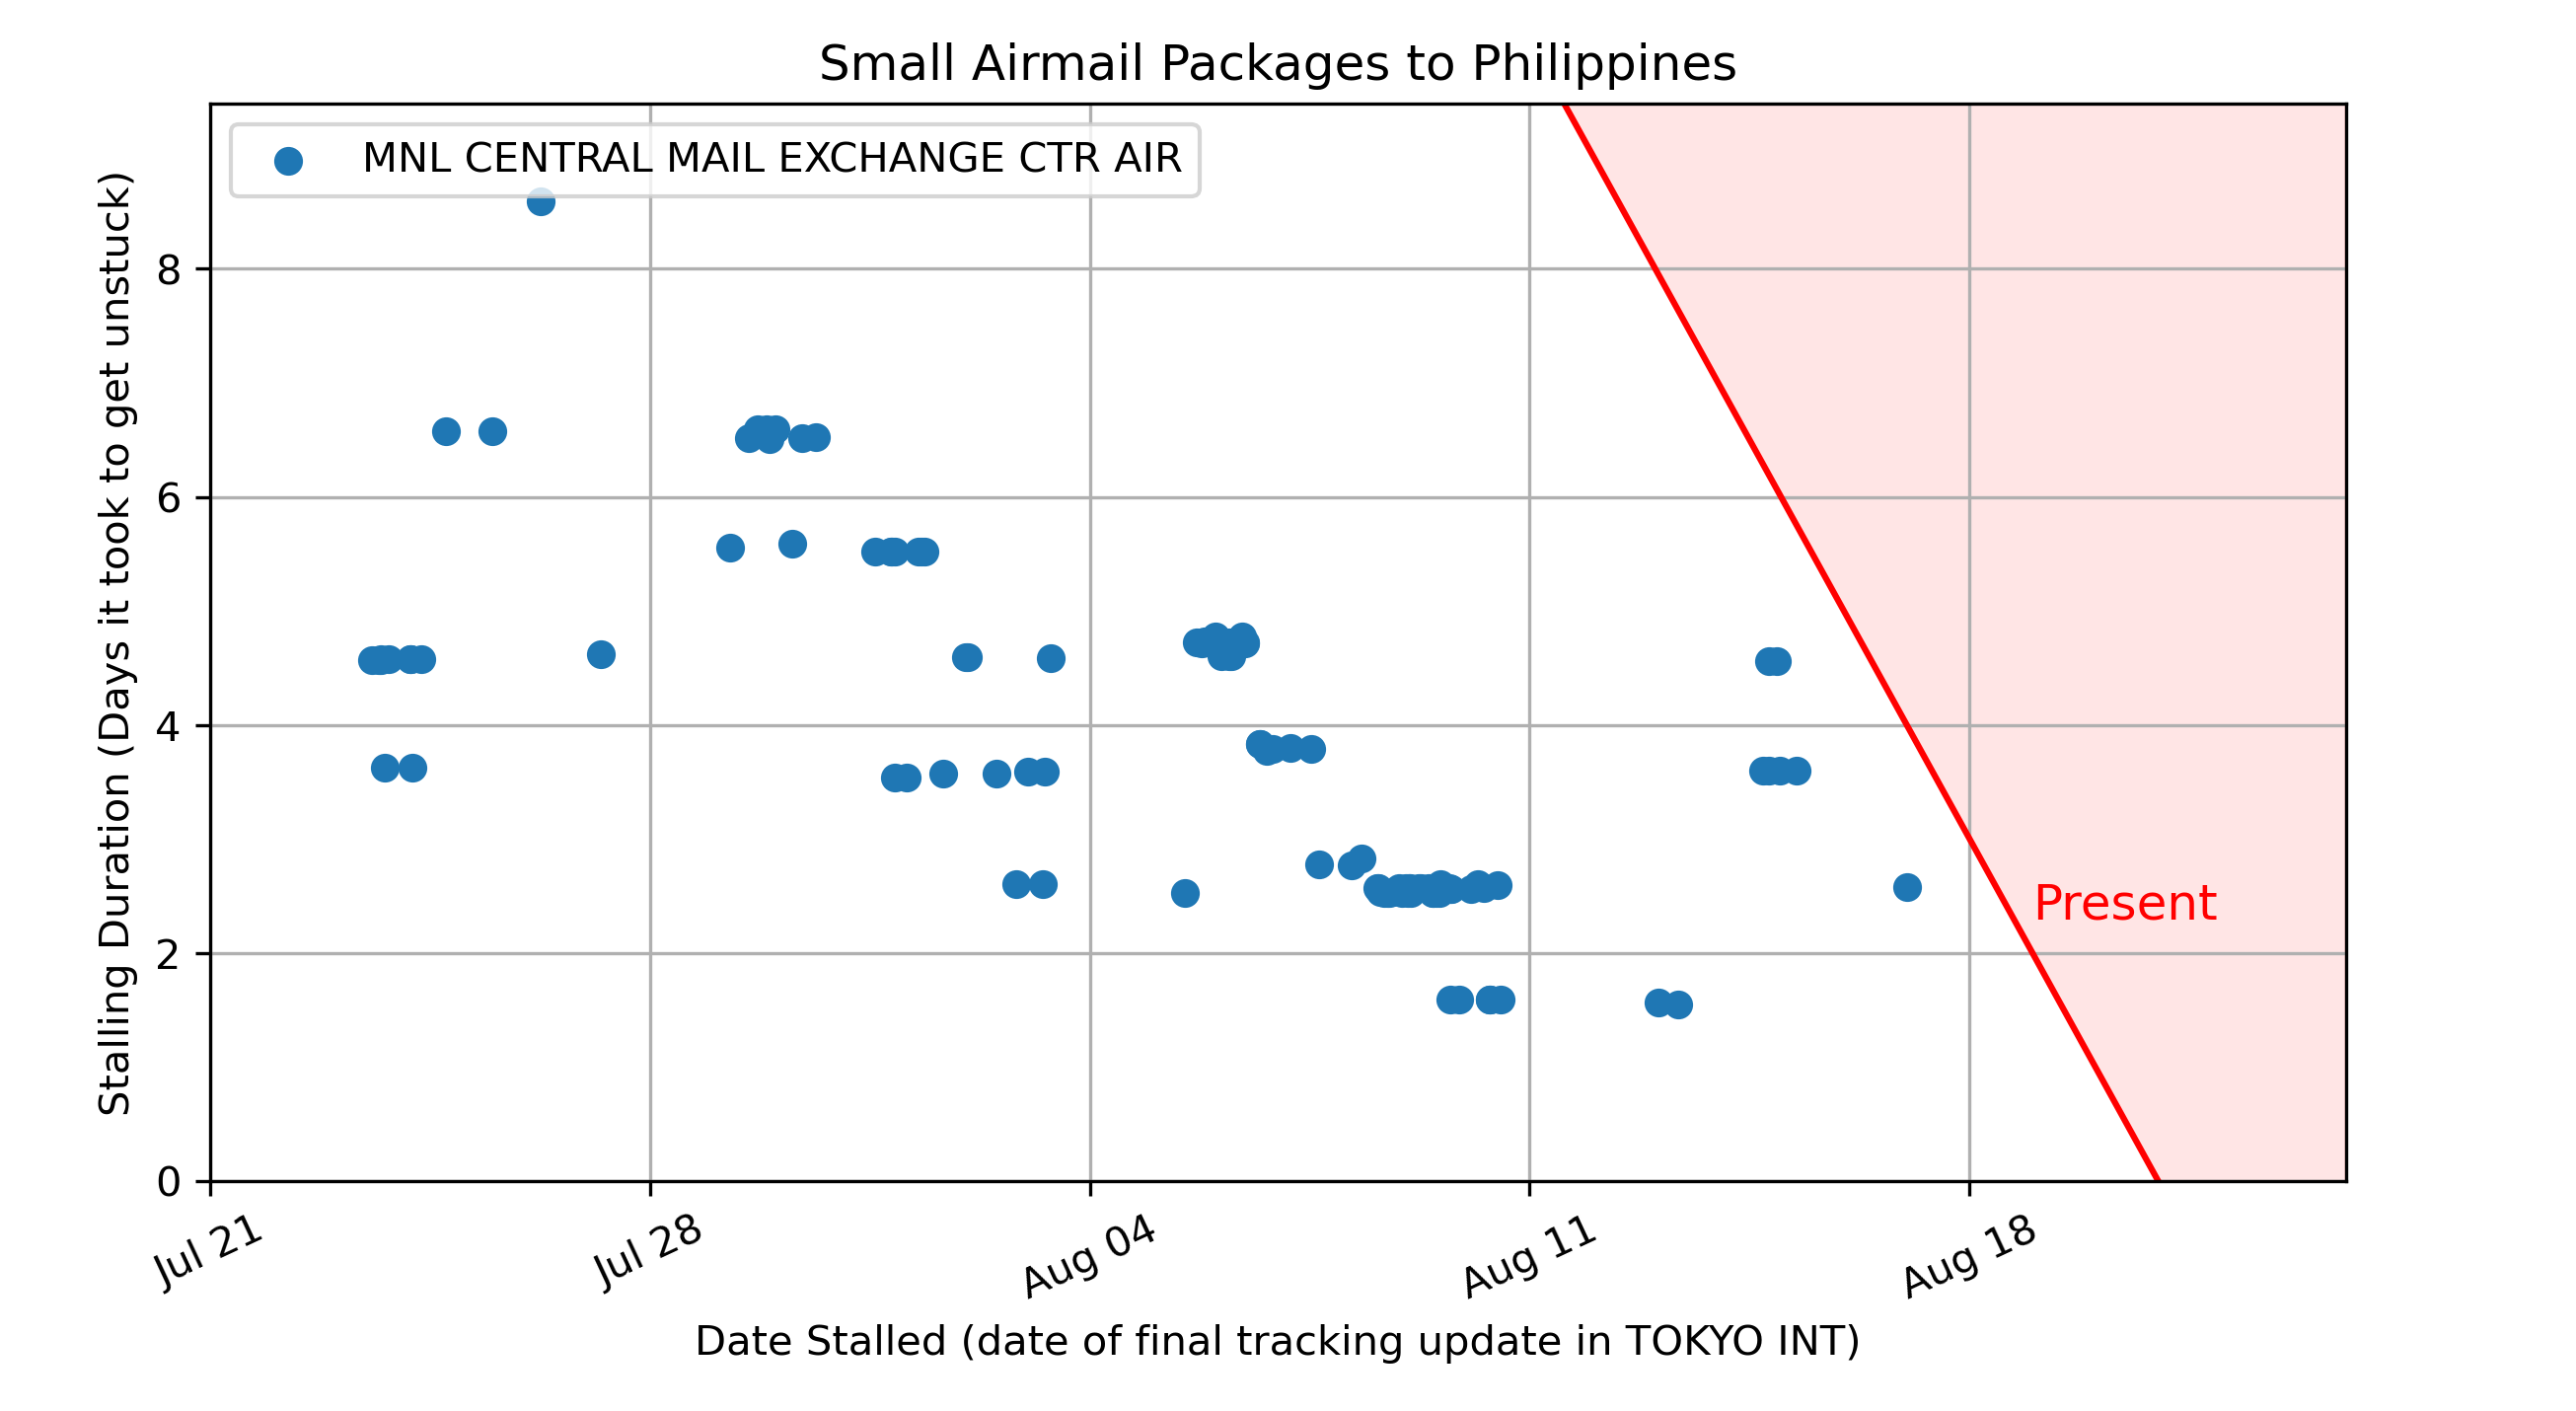 Small Airmail Packages to Philippines
MNL CENTRAL MAIL EXCHANGE CTR AIR
Stalling Duration (Days it took to get unstuck)
8
6
4
2
0
Present
Jul 21
Jul 28
Aug 04
Aug 11
Aug 18
Date Stalled (date of final tracking update in TOKYO INT)